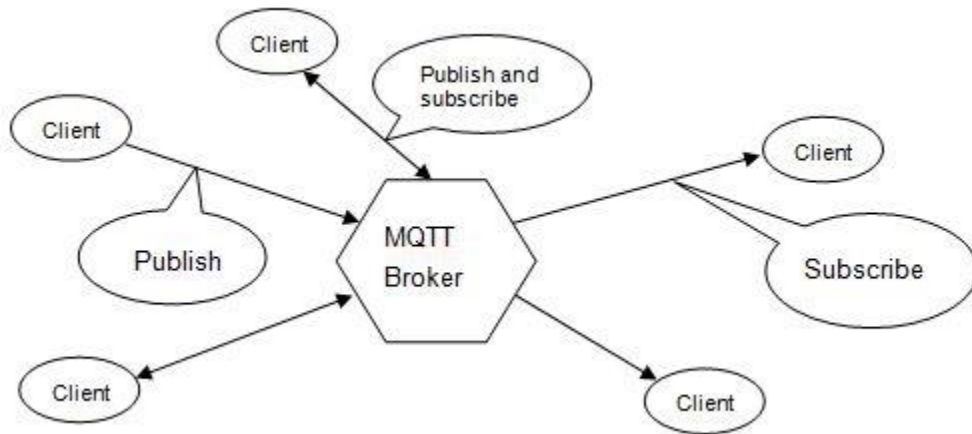 Client
Publish and
subscribe
Client
Client
MQTT
Broker
Publish
Subscribe
Client
Client